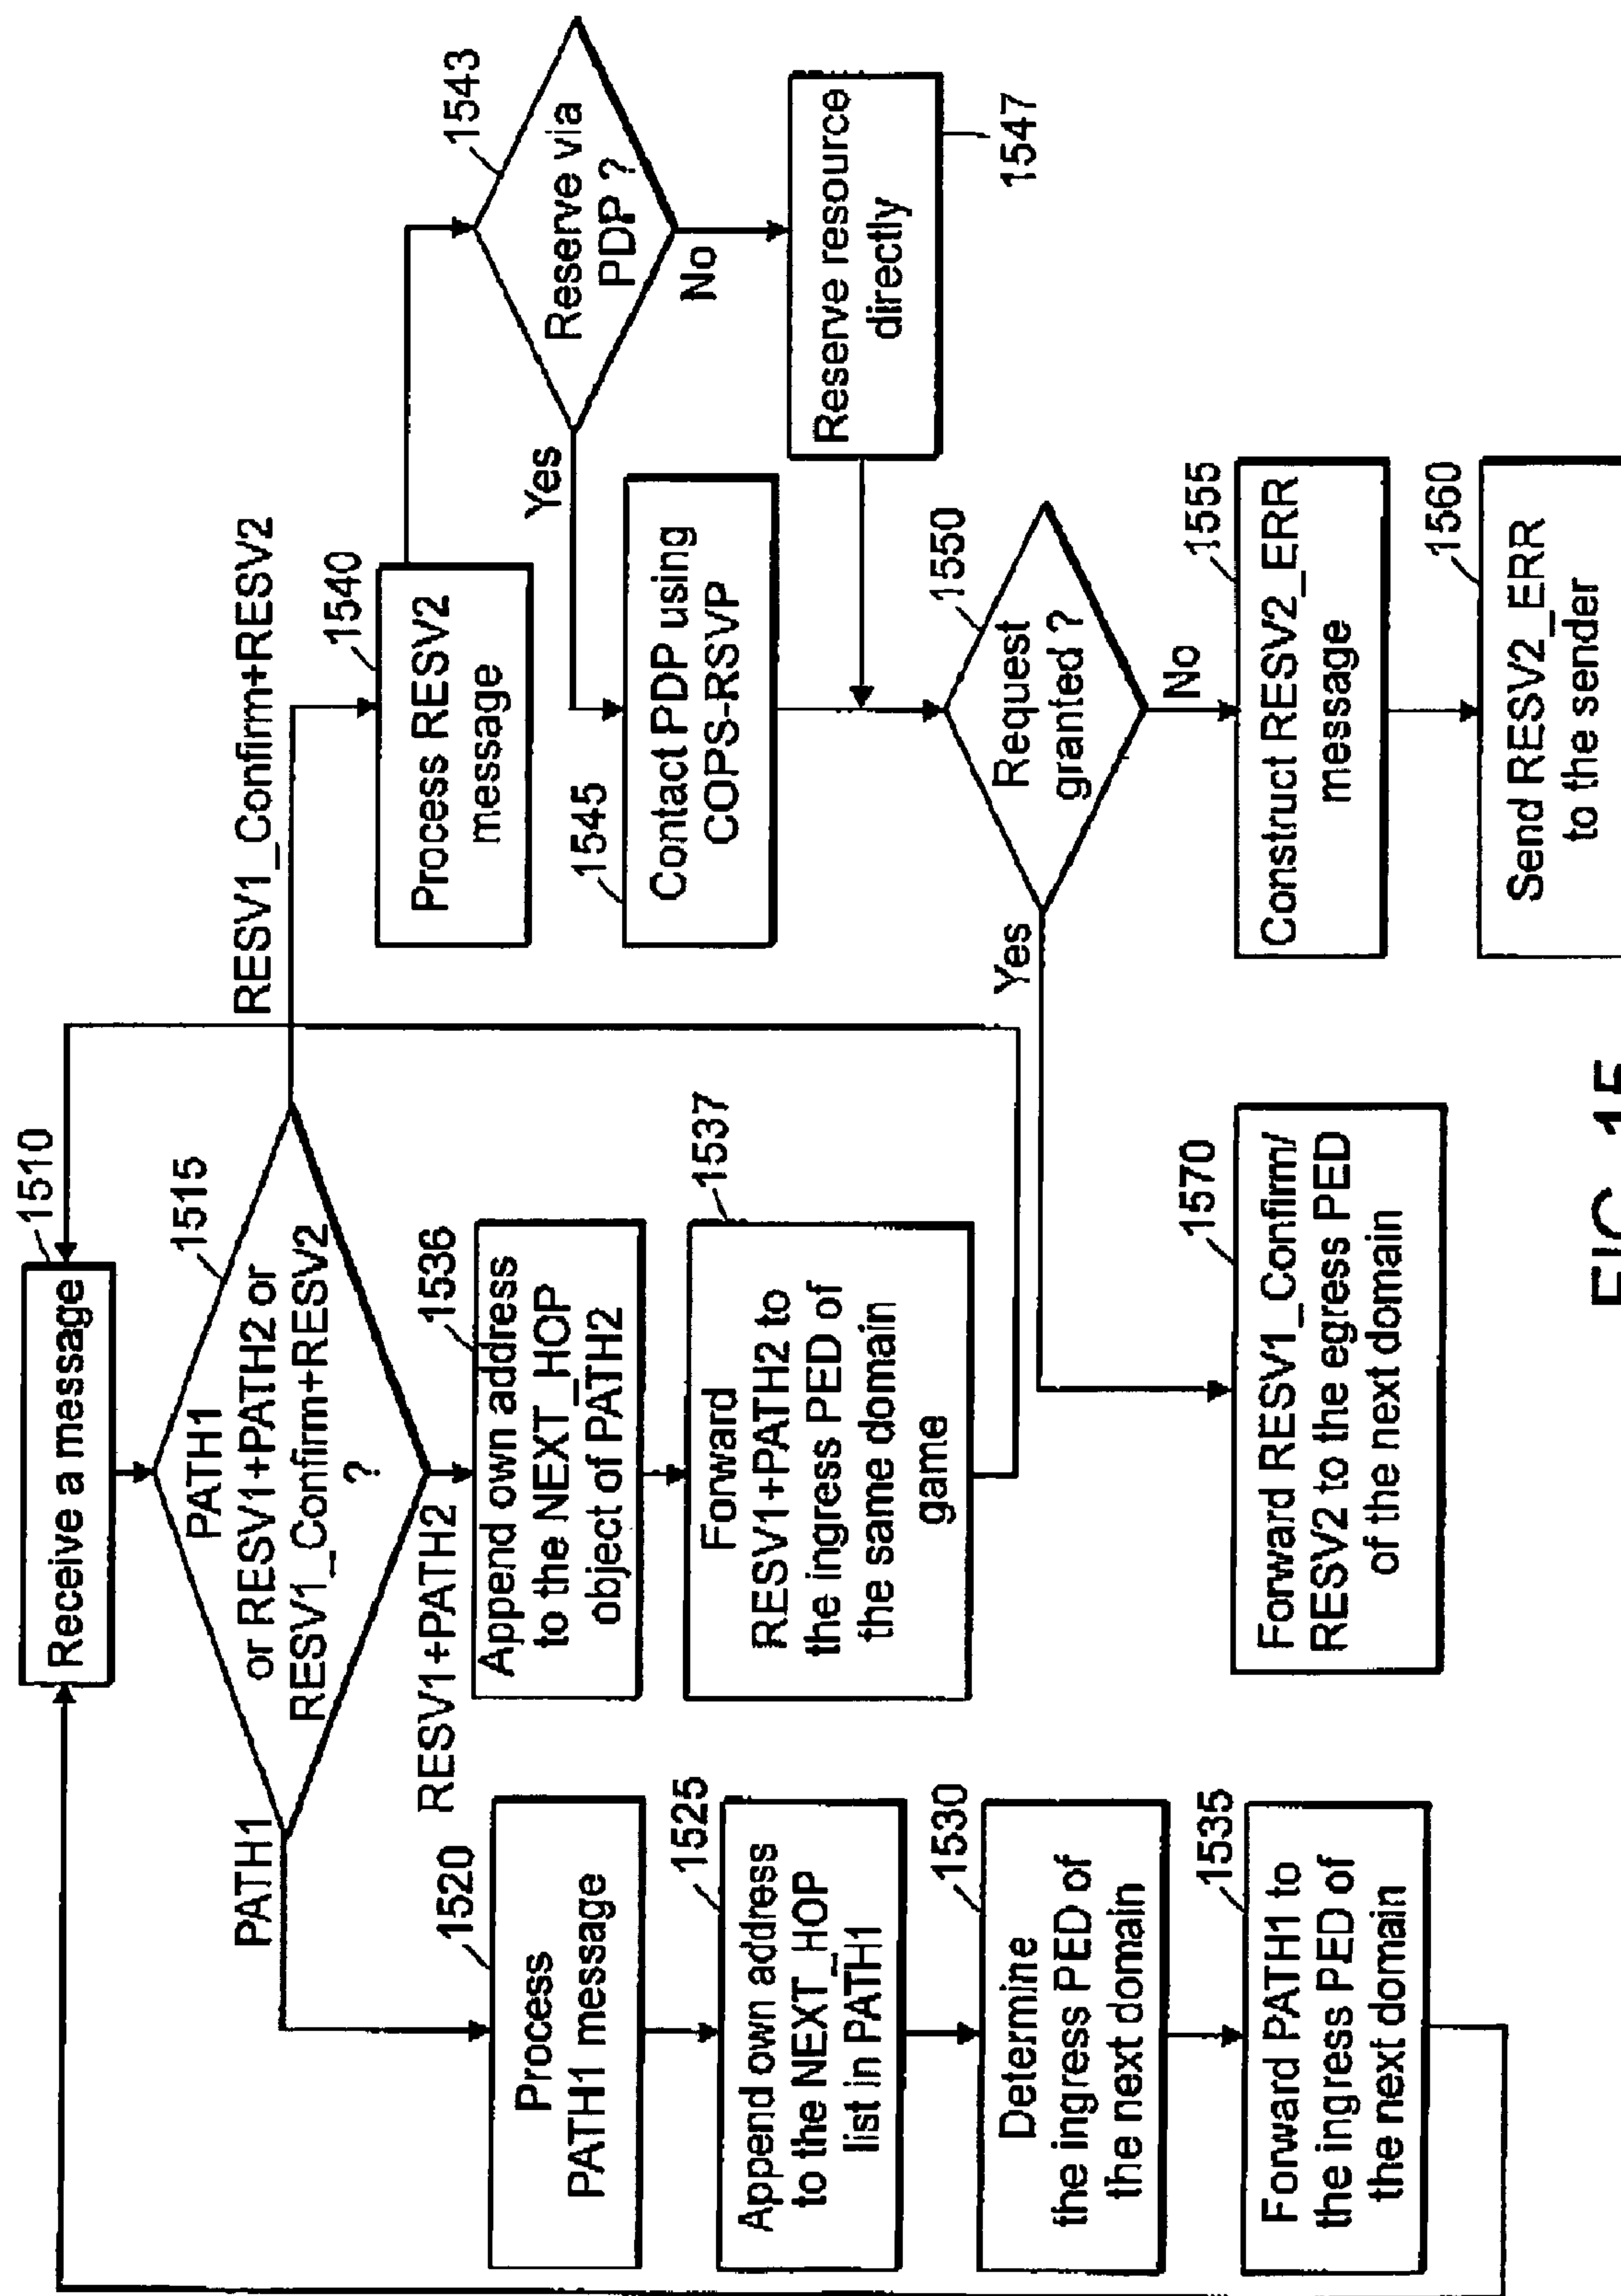 Receive a message
1510
PATH1
or RESV1+PATH2 or
RESV1_Confirm+RESV2
?
1515
PATH1
RESV1+PATH2
RESV1_Confirm+RESV2
1520
Process
PATH1 message
1525
Append own address
to the NEXT_HOP
list in PATH1
1530
Determine
the ingress PED of
the next domain
1535
Forward PATH1 to
the ingress PED of
the next domain
1536
Append own address
to the NEXT_HOP
object of PATH2
1537
Forward
RESV1+PATH2 to
the ingress PED of
the same domain
game
1540
Process RESV2
message
1543
Reserve via
PDP ?
Yes
No
1545
Contact PDP using
COPS-RSVP
Reserve resource
directly
1547
1550
Request
granted ?
Yes
No
1555
Construct RESV2_ERR
message
1560
Send RESV2_ERR
to the sender
1570
Forward RESV1_Confirm/
RESV2 to the egress PED
of the next domain
FIG. 15